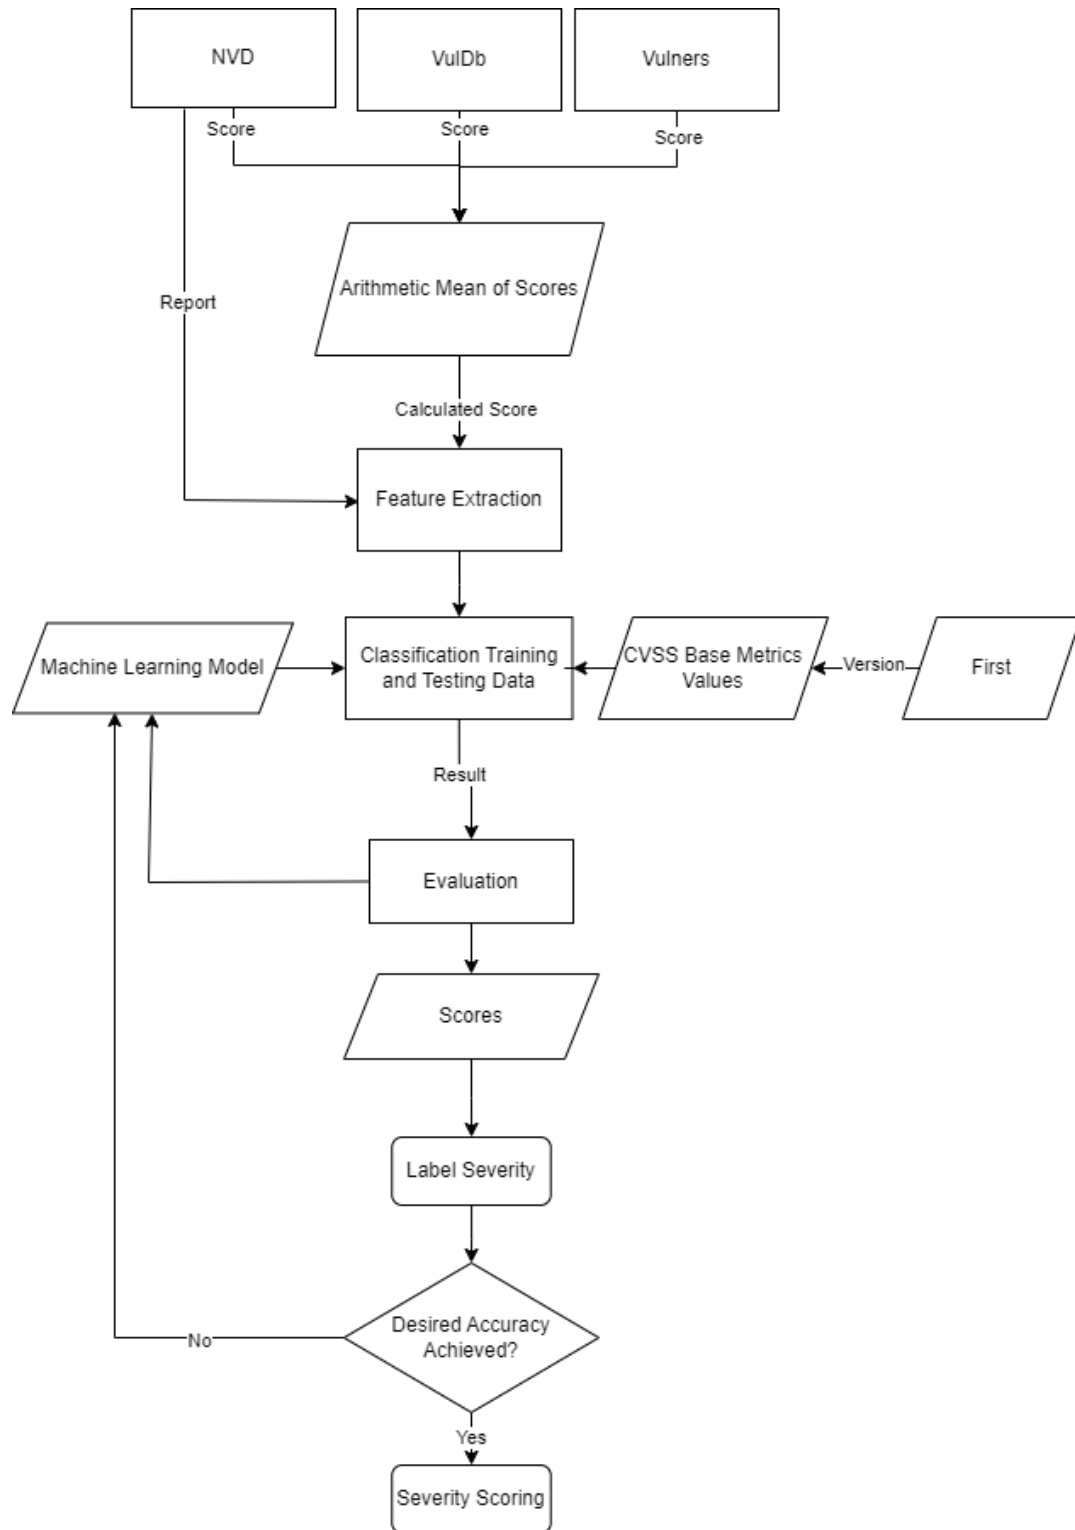 NVD
VulDb
Vulners
Score
Score
Score
Arithmetic Mean of Scores
Report
Calculated Score
Feature Extraction
Machine Learning Model
Classification Training
and Testing Data
CVSS Base Metrics
Values
Version
First
Result
Evaluation
Scores
Label Severity
Desired Accuracy
Achieved?
No
Yes
Severity Scoring